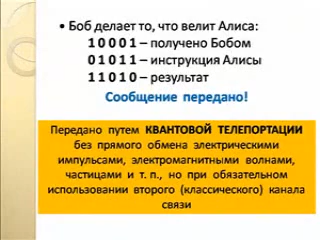 • Боб делает то, что велит Алиса:
1 0 0 0 1 – получено Бобом
0 1 0 1 1 – инструкция Алисы
1 1 0 1 0 – результат
Сообщение передано!
Передано путем КВАНТОВОЙ ТЕЛЕПОРТАЦИИ
без прямого обмена электрическими
импульсами, электромагнитными волнами,
частицами и т. п., но при обязательном
использовании второго (классического) канала
связи